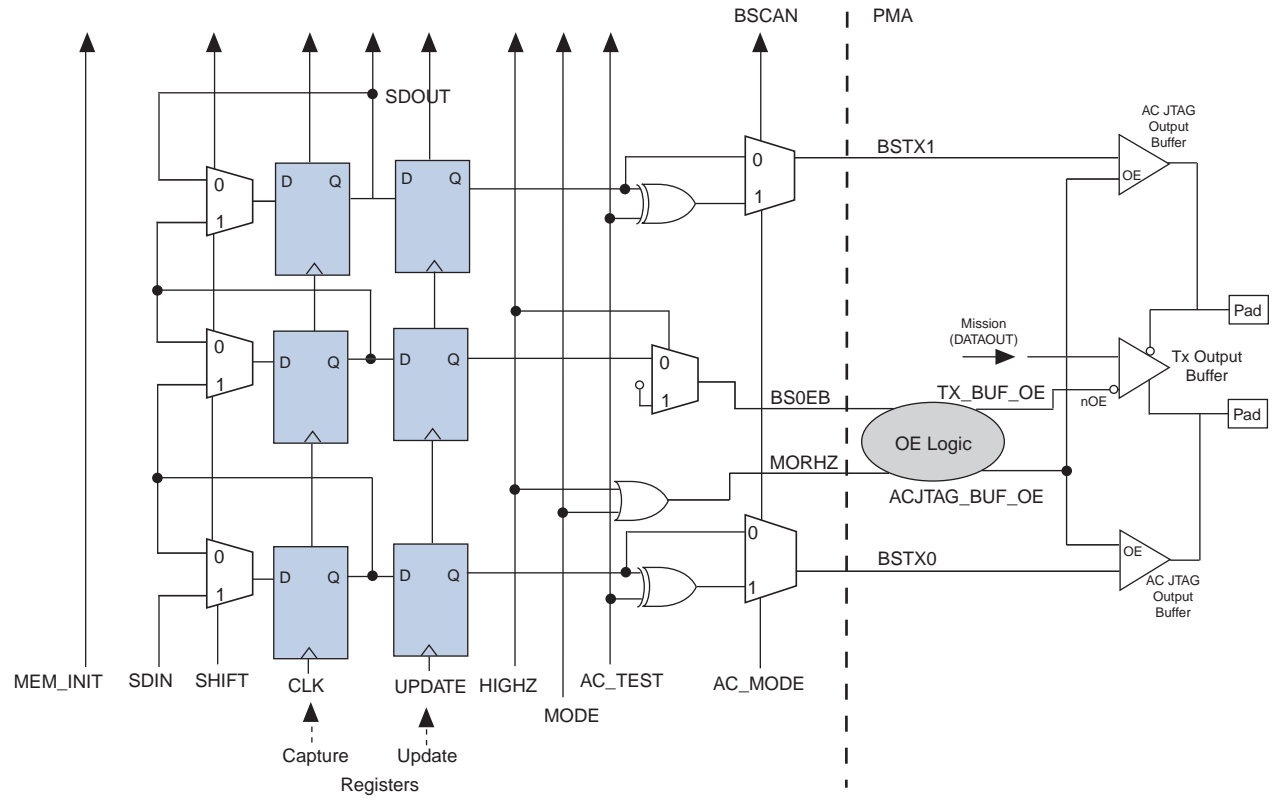 BSCAN
PMA
SDOUT
AC JTAG
Output
Buffer
BSTX1
OE
0
1
D Q
D Q
0
1
Pad
Mission
(DATAOUT)
Tx Output
Buffer
nOE
TX_BUF_OE
0
1
D Q
D Q
0
1
BS0EB
Pad
OE Logic
MORHZ
ACJTAG_BUF_OE
0
1
D Q
D Q
0
1
BSTX0
OE
AC JTAG
Output
Buffer
MEM_INIT
SDIN
SHIFT
CLK
UPDATE
HIGHZ
MODE
AC_TEST
AC_MODE
Capture
Update
Registers